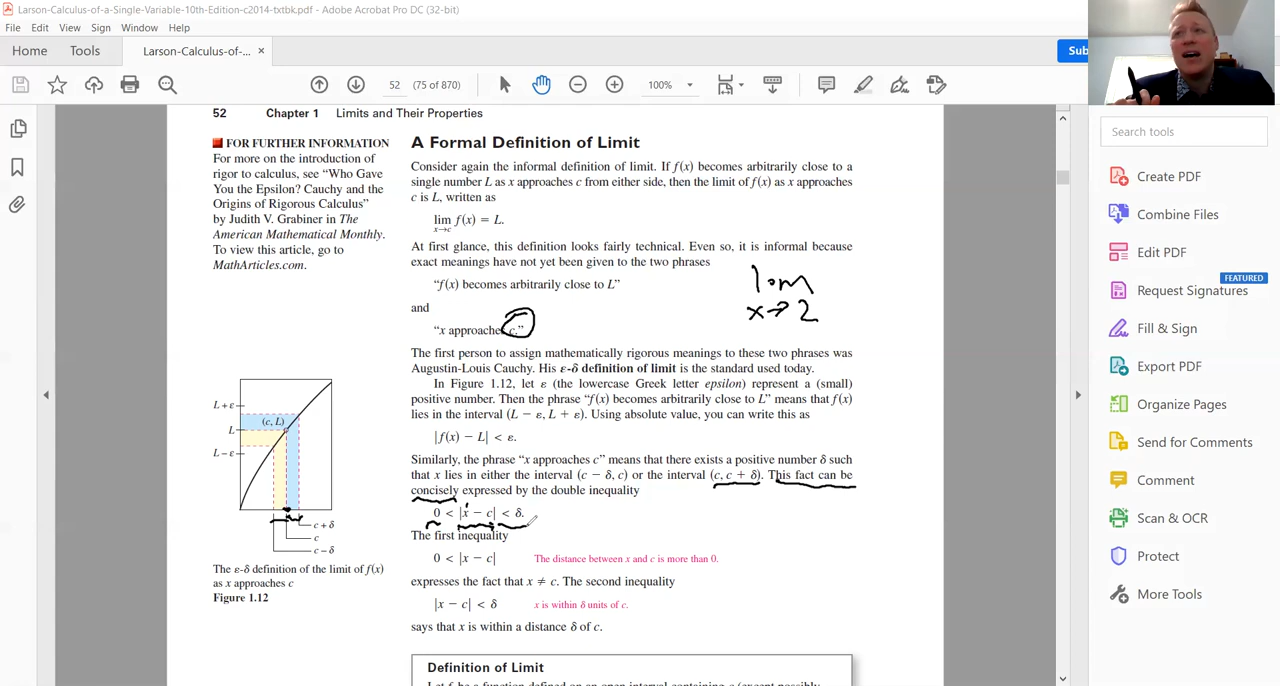 Larson-Calculus-of-a-Single-Variable-10th-Edition-c2014-txtbk.pdf - Adobe Acrobat Pro DC (32-bit)
File Edit View Sign Window Help
Home Tools Larson-Calculus-of-... ×
Sub
52 (75 of 870) 100%
Search tools
Create PDF
Combine Files
Edit PDF
FEATURED
Request Signatures
Fill & Sign
Export PDF
Organize Pages
Send for Comments
Comment
Scan & OCR
Protect
More Tools
52 Chapter 1 Limits and Their Properties
FOR FURTHER INFORMATION
For more on the introduction of
rigor to calculus, see “Who Gave
You the Epsilon? Cauchy and the
Origins of Rigorous Calculus”
by Judith V. Grabiner in The
American Mathematical Monthly.
To view this article, go to
MathArticles.com.
A Formal Definition of Limit
Consider again the informal definition of limit. If f(x) becomes arbitrarily close to a
single number L as x approaches c from either side, then the limit of f(x) as x approaches
c is L, written as
lim f(x) = L.
x→c
At first glance, this definition looks fairly technical. Even so, it is informal because
exact meanings have not yet been given to the two phrases
“f(x) becomes arbitrarily close to L”
and
“x approaches c.”
lim
x→2
The first person to assign mathematically rigorous meanings to these two phrases was
Augustin-Louis Cauchy. His ε-δ definition of limit is the standard used today.
In Figure 1.12, let ε (the lowercase Greek letter epsilon) represent a (small)
positive number. Then the phrase “f(x) becomes arbitrarily close to L” means that f(x)
lies in the interval (L − ε, L + ε). Using absolute value, you can write this as
|f(x) − L| < ε.
Similarly, the phrase “x approaches c” means that there exists a positive number δ such
that x lies in either the interval (c − δ, c) or the interval (c, c + δ). This fact can be
concisely expressed by the double inequality
0 < |x − c| < δ.
The first inequality
0 < |x − c| The distance between x and c is more than 0.
expresses the fact that x ≠ c. The second inequality
|x − c| < δ x is within δ units of c.
says that x is within a distance δ of c.
L + ε
(c, L)
L
L − ε
c + δ
c
c − δ
The ε-δ definition of the limit of f(x)
as x approaches c
Figure 1.12
Definition of Limit